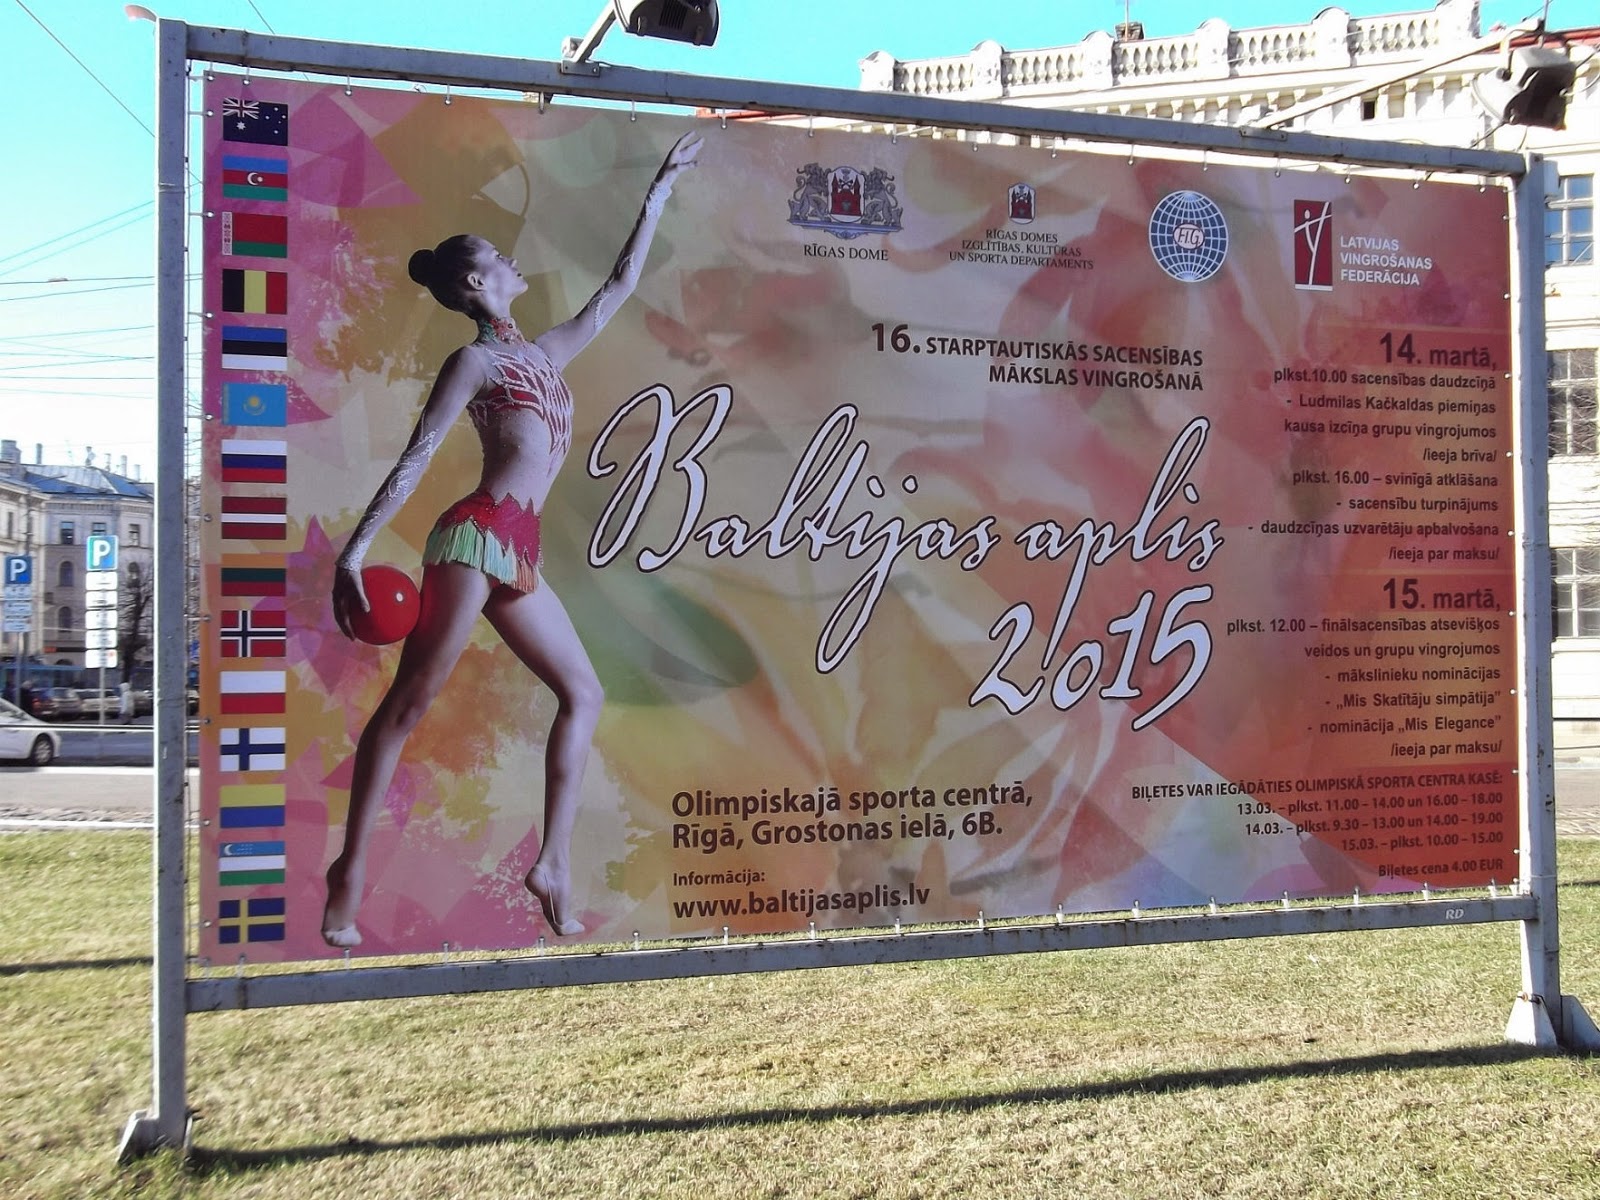 RĪGAS DOME
RĪGAS DOMES
IZGLĪTĪBAS, KULTŪRAS
UN SPORTA DEPARTAMENTS
F.I.G.
LATVIJAS
VINGROŠANAS
FEDERĀCIJA
16. STARPTAUTISKĀS SACENSĪBAS
MĀKSLAS VINGROŠANĀ
Baltijas aplis
2015
14. martā,
plkst.10.00 sacensības daudzcīņā
- Ludmilas Kačkaldas piemiņas
kausa izcīņa grupu vingrojumos
/ieeja brīva/
plkst. 16.00 – svinīgā atklāšana
- sacensību turpinājums
- daudzcīņas uzvarētāju apbalvošana
/ieeja par maksu/
15. martā,
plkst. 12.00 – finālsacensības atsevišķos
veidos un grupu vingrojumos
- mākslinieku nominācijas
- „Mis Skatītāju simpātija”
- nominācija „Mis Elegance”
/ieeja par maksu/
BIĻETES VAR IEGĀDĀTIES OLIMPISKĀ SPORTA CENTRA KASĒ:
13.03. – plkst. 11.00 – 14.00 un 16.00 – 18.00
14.03. – plkst. 9.30 – 13.00 un 14.00 – 19.00
15.03. – plkst. 10.00 – 15.00
Biļetes cena 4.00 EUR
Olimpiskajā sporta centrā,
Rīgā, Grostonas ielā, 6B.
Informācija:
www.baltijasaplis.lv
RD
P
P